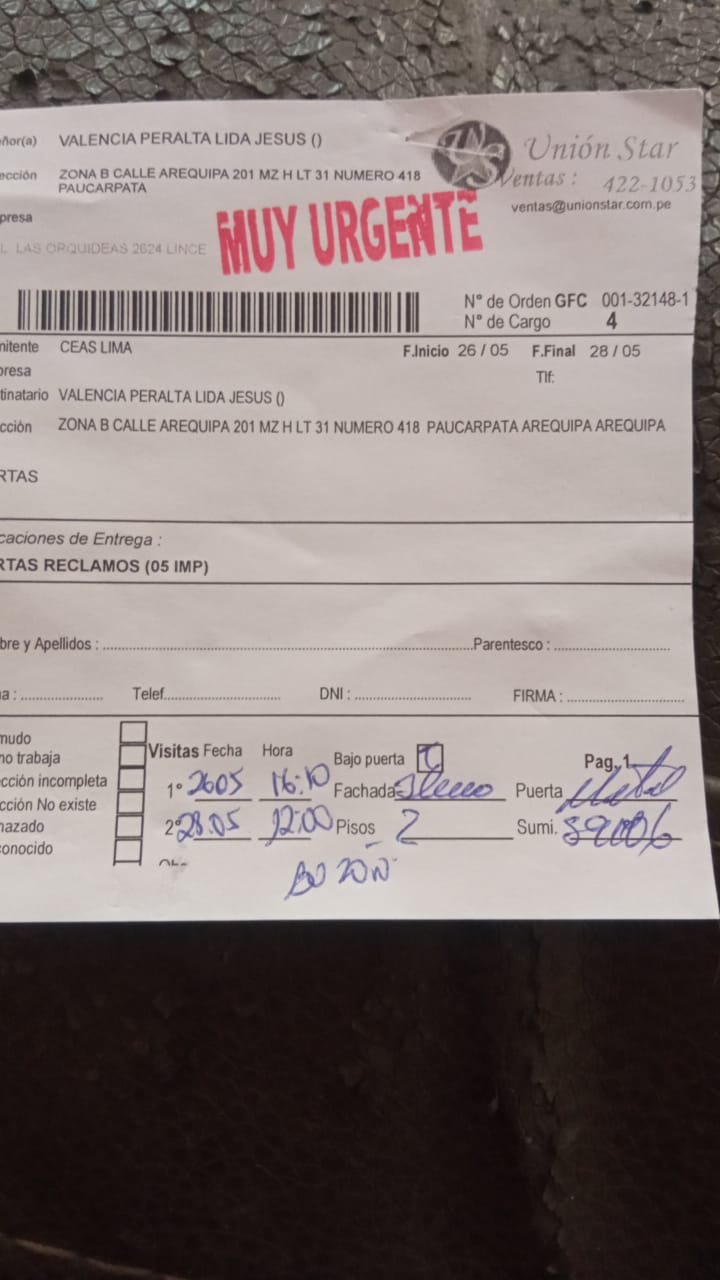 ñor(a) VALENCIA PERALTA LIDA JESUS ()
Unión Star
ección ZONA B CALLE AREQUIPA 201 MZ H LT 31 NUMERO 418
PAUCARPATA
Ventas : 422-1053
ventas@unionstar.com.pe
presa
MUY URGENTE
LAS ORQUIDEAS 2624 LINCE
N° de Orden GFC 001-32148-1
N° de Cargo 4
mitente CEAS LIMA
F.Inicio 26 / 05 F.Final 28 / 05
presa
Tlf:
tinatario VALENCIA PERALTA LIDA JESUS ()
cción ZONA B CALLE AREQUIPA 201 MZ H LT 31 NUMERO 418 PAUCARPATA AREQUIPA AREQUIPA
RTAS
caciones de Entrega :
RTAS RECLAMOS (05 IMP)
bre y Apellidos : Parentesco :
a : Telef. DNI : FIRMA :
mudo
no trabaja
Visitas Fecha Hora Bajo puerta Pag. 1
cción incompleta
1° 2605 16:10 Fachada Puerta Metal
cción No existe
2° 28.05 12:00 Pisos 2 Sumi.
hazado
onocido
BUZON